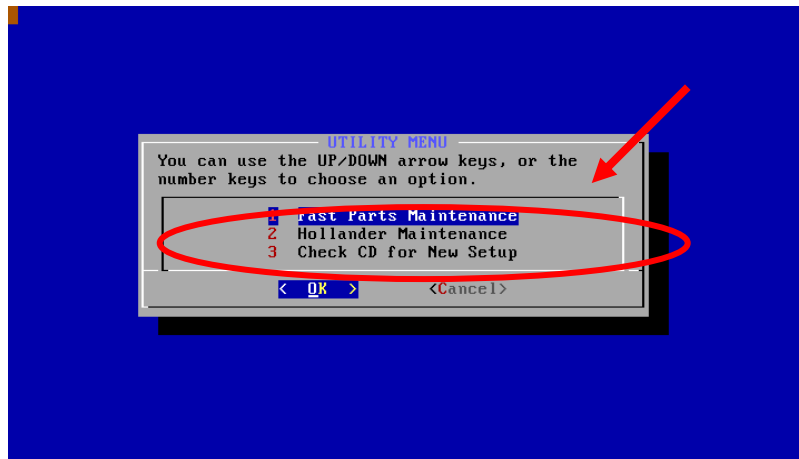 UTILITY MENU
You can use the UP/DOWN arrow keys, or the
number keys to choose an option.
1 Fast Parts Maintenance
2 Hollander Maintenance
3 Check CD for New Setup
< OK > <Cancel>